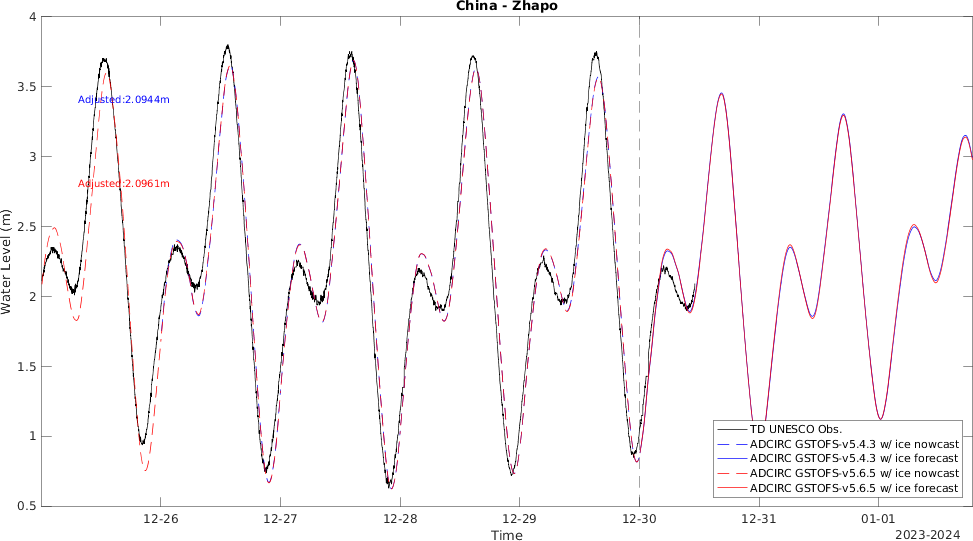 China - Zhapo
4
3.5
3
2.5
2
1.5
1
0.5
Water Level (m)
Adjusted:2.0944m
Adjusted:2.0961m
TD UNESCO Obs.
ADCIRC GSTOFS-v5.4.3 w/ ice nowcast
ADCIRC GSTOFS-v5.4.3 w/ ice forecast
ADCIRC GSTOFS-v5.6.5 w/ ice nowcast
ADCIRC GSTOFS-v5.6.5 w/ ice forecast
12-26 12-27 12-28 12-29 12-30 12-31 01-01
Time
2023-2024